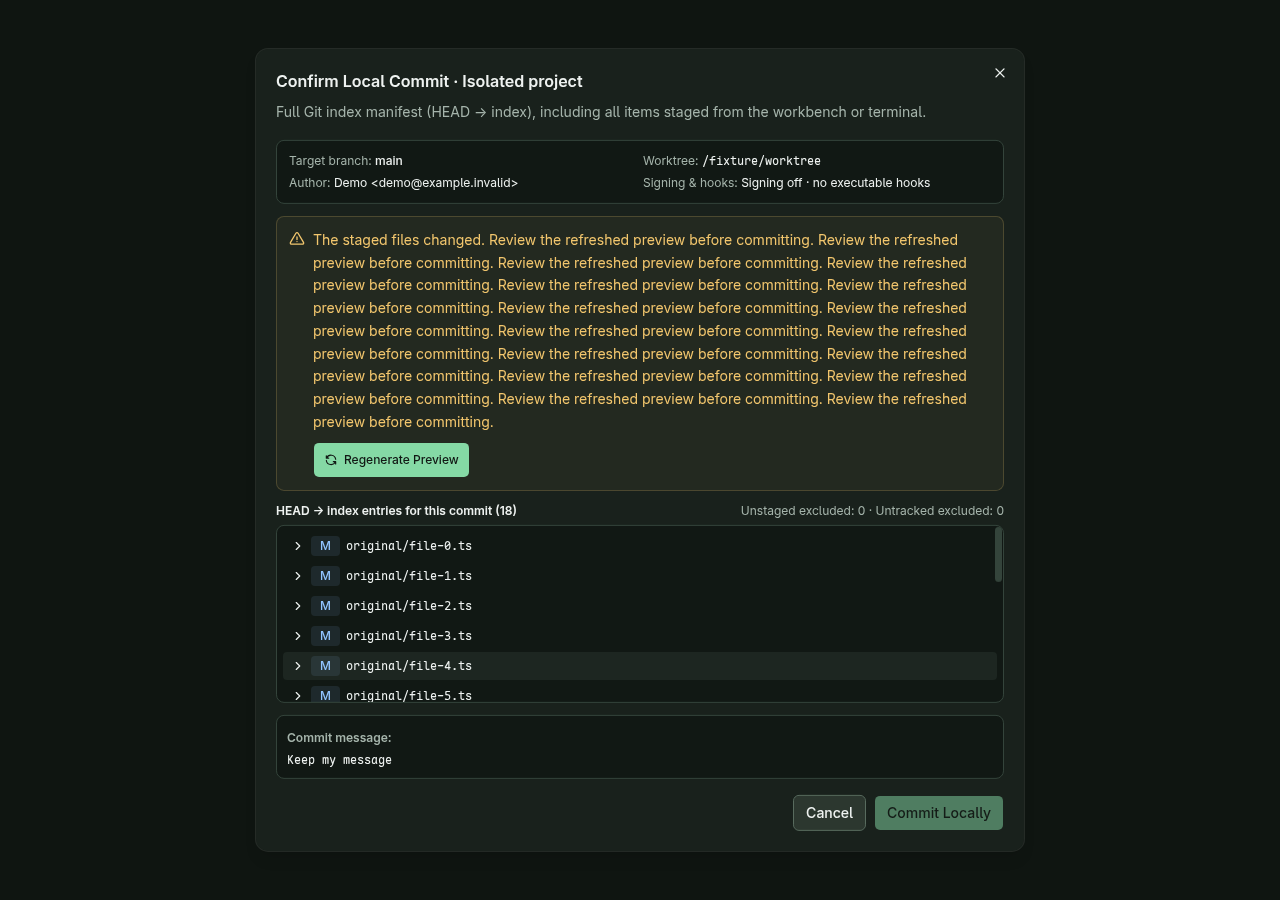 Confirm Local Commit · Isolated project
Full Git index manifest (HEAD → index), including all items staged from the workbench or terminal.
Target branch: main
Worktree: /fixture/worktree
Author: Demo <demo@example.invalid>
Signing & hooks: Signing off · no executable hooks
The staged files changed. Review the refreshed preview before committing. Review the refreshed
preview before committing. Review the refreshed preview before committing. Review the refreshed
preview before committing. Review the refreshed preview before committing. Review the refreshed
preview before committing. Review the refreshed preview before committing. Review the refreshed
preview before committing. Review the refreshed preview before committing. Review the refreshed
preview before committing. Review the refreshed preview before committing. Review the refreshed
preview before committing. Review the refreshed preview before committing. Review the refreshed
preview before committing. Review the refreshed preview before committing. Review the refreshed
preview before committing.
Regenerate Preview
HEAD → index entries for this commit (18)
Unstaged excluded: 0 · Untracked excluded: 0
M original/file-0.ts
M original/file-1.ts
M original/file-2.ts
M original/file-3.ts
M original/file-4.ts
M original/file-5.ts
Commit message:
Keep my message
Cancel
Commit Locally